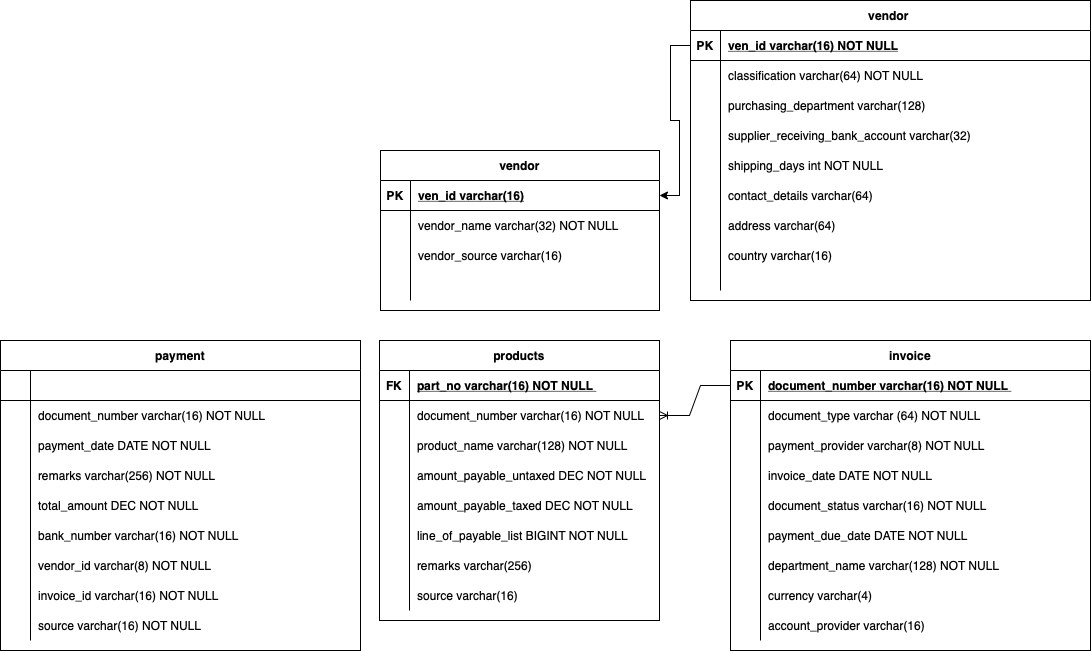 vendor
PK ven_id varchar(16) NOT NULL
classification varchar(64) NOT NULL
purchasing_department varchar(128)
supplier_receiving_bank_account varchar(32)
shipping_days int NOT NULL
contact_details varchar(64)
address varchar(64)
country varchar(16)
vendor
PK ven_id varchar(16)
vendor_name varchar(32) NOT NULL
vendor_source varchar(16)
payment
document_number varchar(16) NOT NULL
payment_date DATE NOT NULL
remarks varchar(256) NOT NULL
total_amount DEC NOT NULL
bank_number varchar(16) NOT NULL
vendor_id varchar(8) NOT NULL
invoice_id varchar(16) NOT NULL
source varchar(16) NOT NULL
products
FK part_no varchar(16) NOT NULL
document_number varchar(16) NOT NULL
product_name varchar(128) NOT NULL
amount_payable_untaxed DEC NOT NULL
amount_payable_taxed DEC NOT NULL
line_of_payable_list BIGINT NOT NULL
remarks varchar(256)
source varchar(16)
invoice
PK document_number varchar(16) NOT NULL
document_type varchar (64) NOT NULL
payment_provider varchar(8) NOT NULL
invoice_date DATE NOT NULL
document_status varchar(16) NOT NULL
payment_due_date DATE NOT NULL
department_name varchar(128) NOT NULL
currency varchar(4)
account_provider varchar(16)